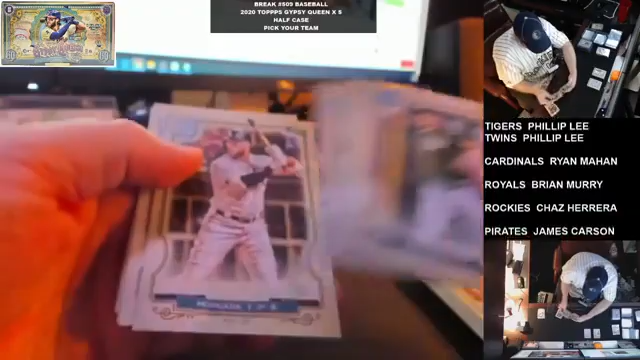 BREAK #509 BASEBALL
2020 TOPPPS GYPSY QUEEN X 5
HALF CASE
PICK YOUR TEAM
TIGERS PHILLIP LEE
TWINS PHILLIP LEE
CARDINALS RYAN MAHAN
ROYALS BRIAN MURRY
ROCKIES CHAZ HERRERA
PIRATES JAMES CARSON